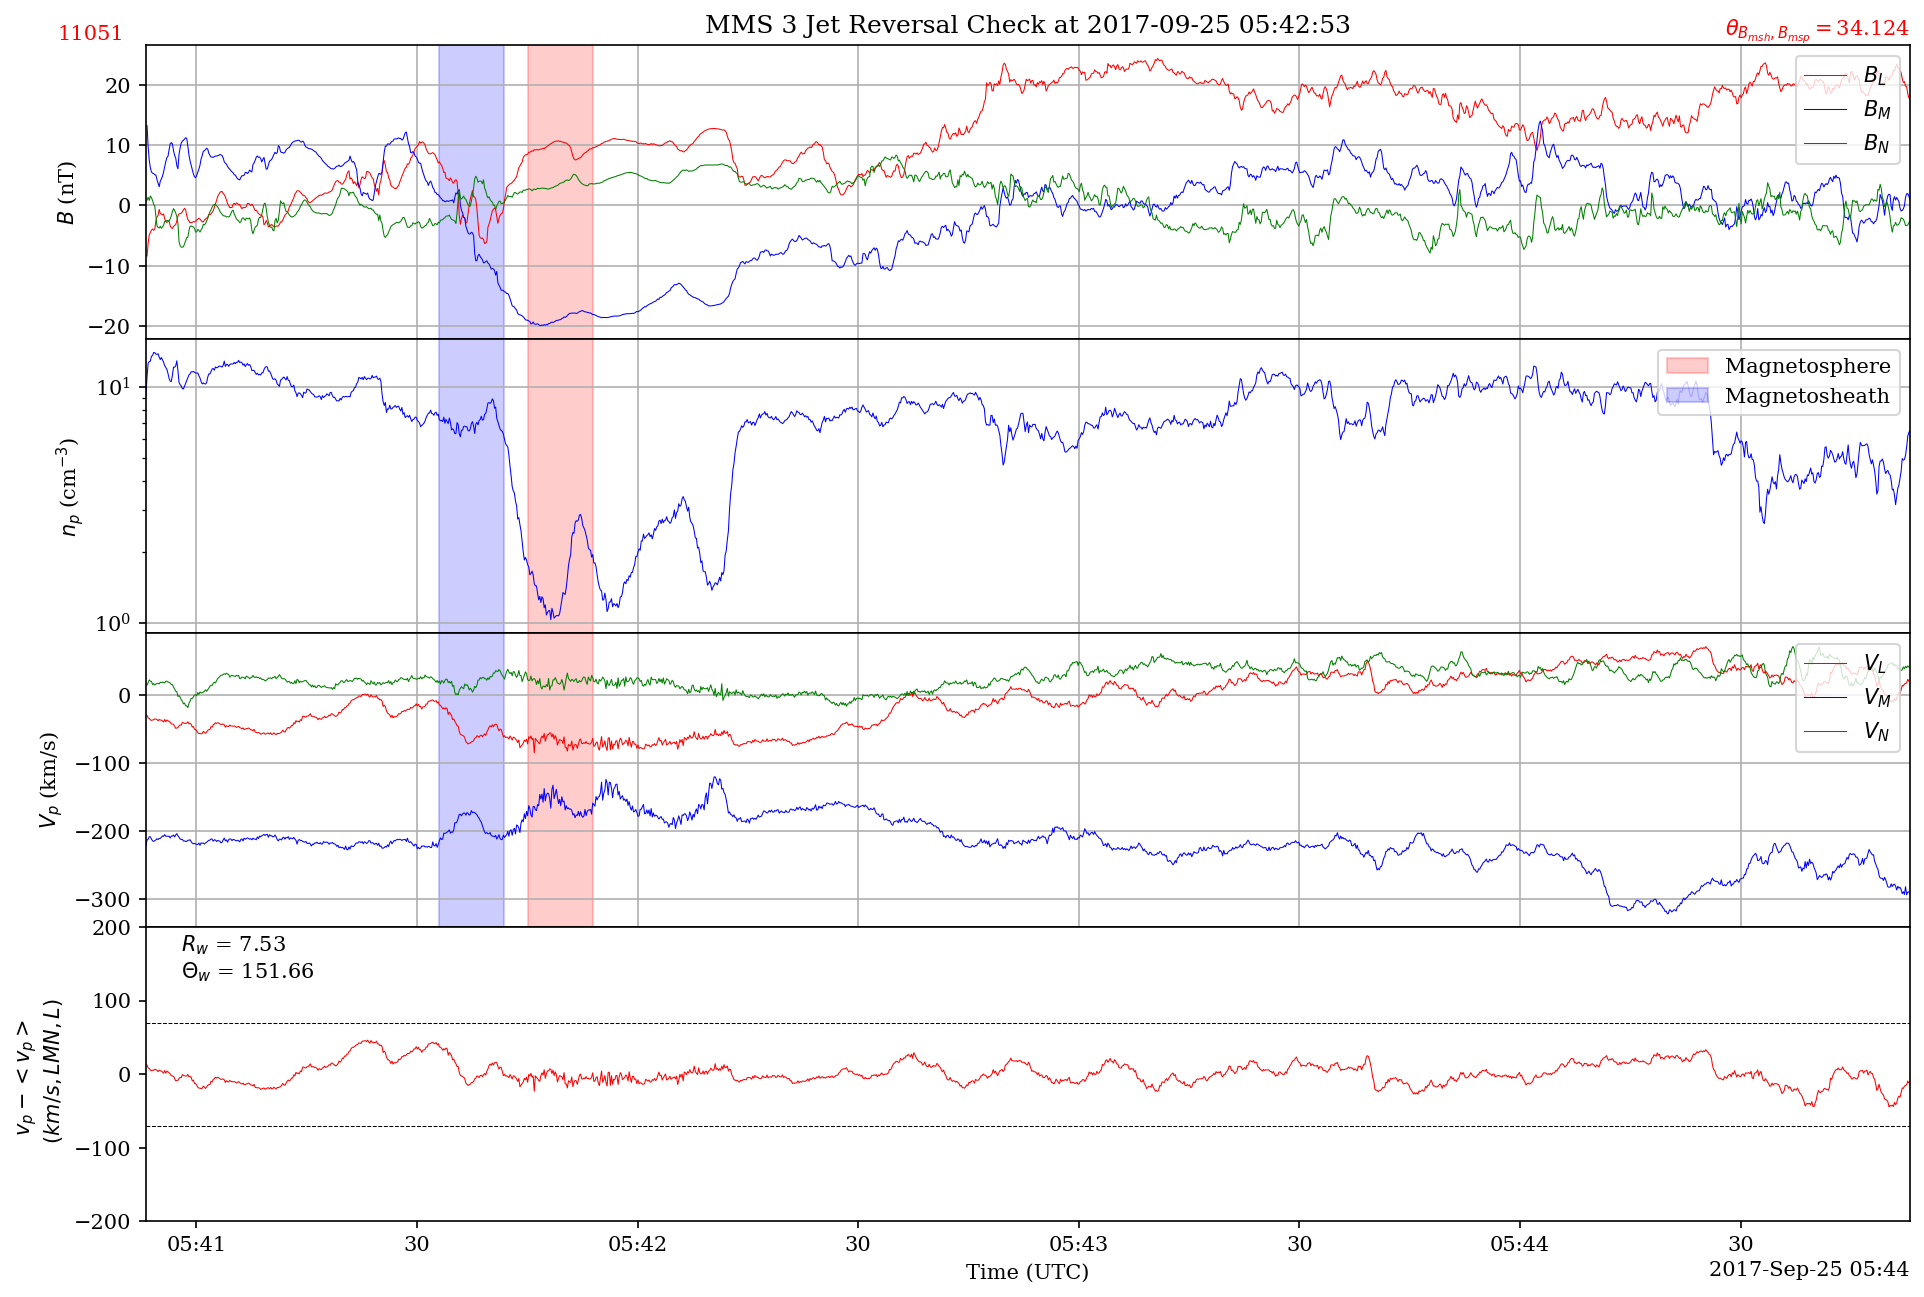 11051
MMS 3 Jet Reversal Check at 2017-09-25 05:42:53
θ_{B_{msh}, B_{msp}} = 34.124
B (nT)
20
10
0
−10
−20
B_L
B_M
B_N
n_p (cm⁻³)
10¹
10⁰
Magnetosphere
Magnetosheath
V_p (km/s)
0
−100
−200
−300
V_L
V_M
V_N
v_p − < v_p >
(km/s, LMN, L)
200
100
0
−100
−200
R_w = 7.53
Θ_w = 151.66
05:41
30
05:42
30
05:43
30
05:44
30
Time (UTC)
2017-Sep-25 05:44